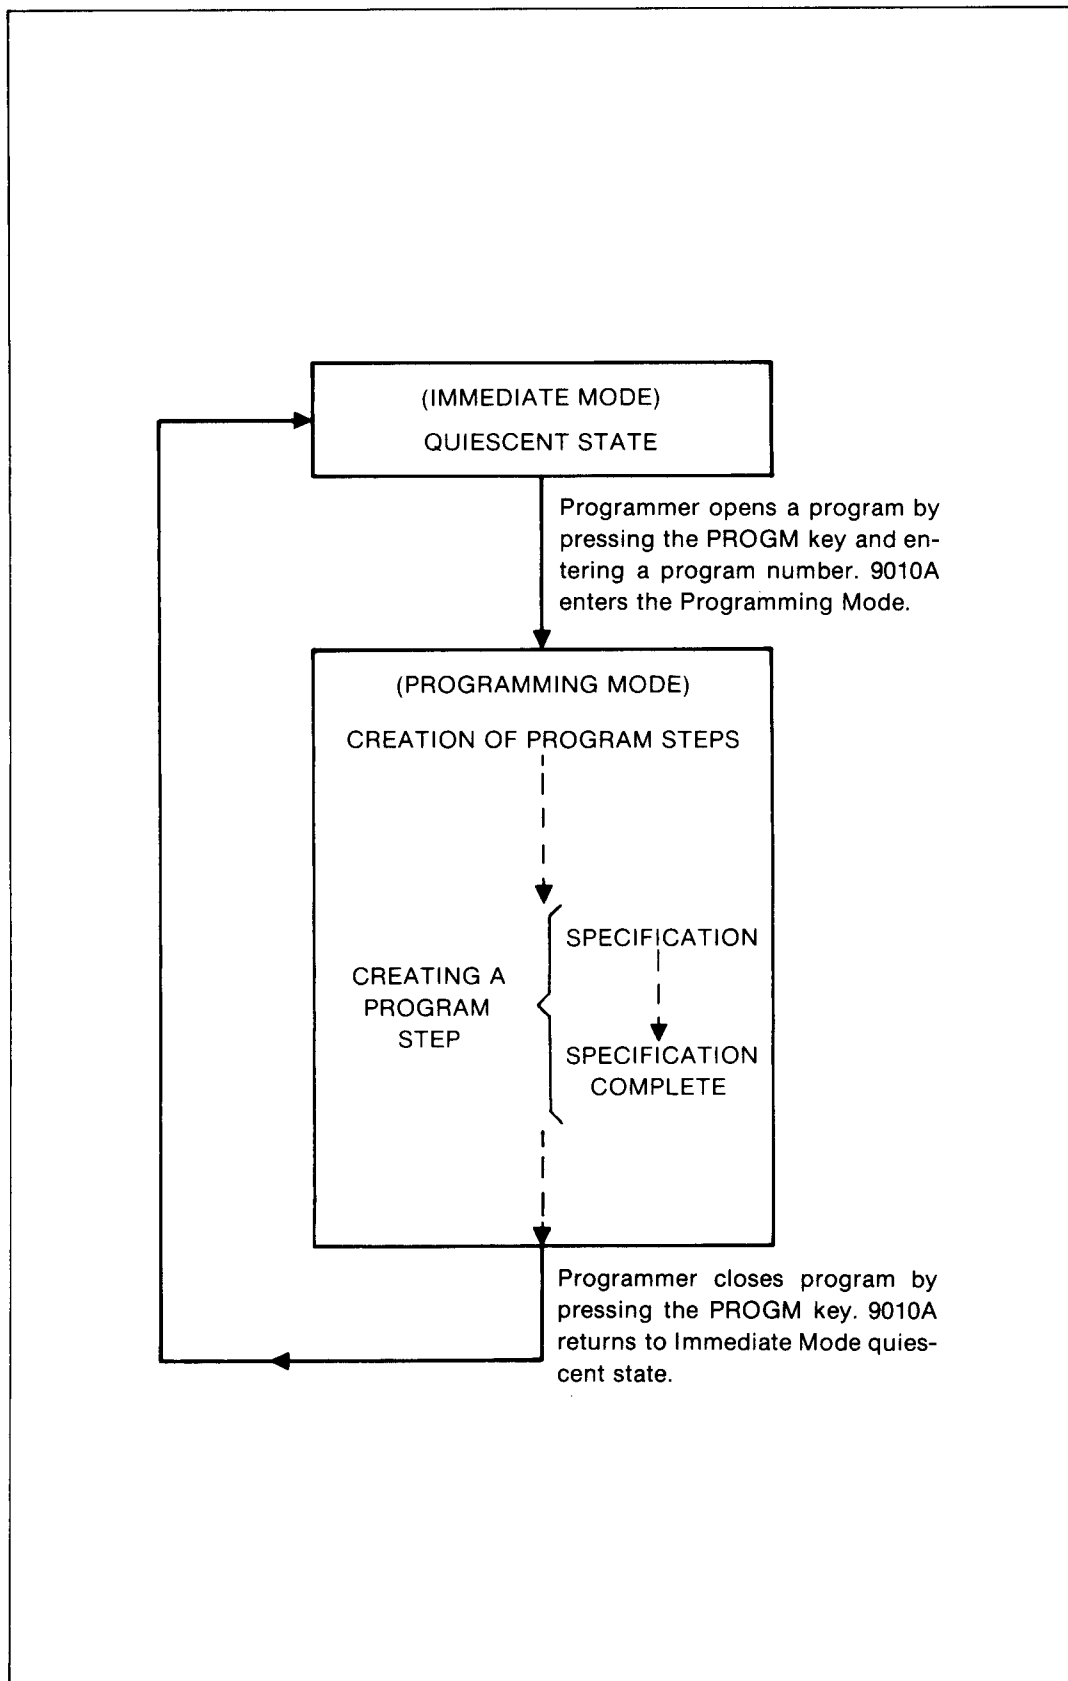 (IMMEDIATE MODE)
QUIESCENT STATE
Programmer opens a program by
pressing the PROGM key and en-
tering a program number. 9010A
enters the Programming Mode.
(PROGRAMMING MODE)
CREATION OF PROGRAM STEPS
CREATING A
PROGRAM
STEP
SPECIFICATION
SPECIFICATION
COMPLETE
Programmer closes program by
pressing the PROGM key. 9010A
returns to Immediate Mode quies-
cent state.